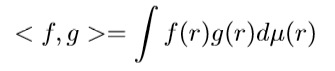 < f, g >= ∫ f(r)g(r)dμ(r)